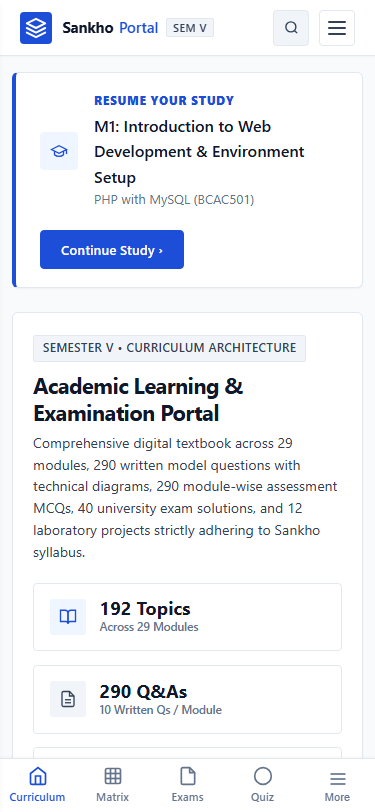 Sankho Portal SEM V
RESUME YOUR STUDY
M1: Introduction to Web
Development & Environment
Setup
PHP with MySQL (BCAC501)
Continue Study ›
SEMESTER V • CURRICULUM ARCHITECTURE
Academic Learning &
Examination Portal
Comprehensive digital textbook across 29
modules, 290 written model questions with
technical diagrams, 290 module-wise assessment
MCQs, 40 university exam solutions, and 12
laboratory projects strictly adhering to Sankho
syllabus.
192 Topics
Across 29 Modules
290 Q&As
10 Written Qs / Module
Curriculum Matrix Exams Quiz More